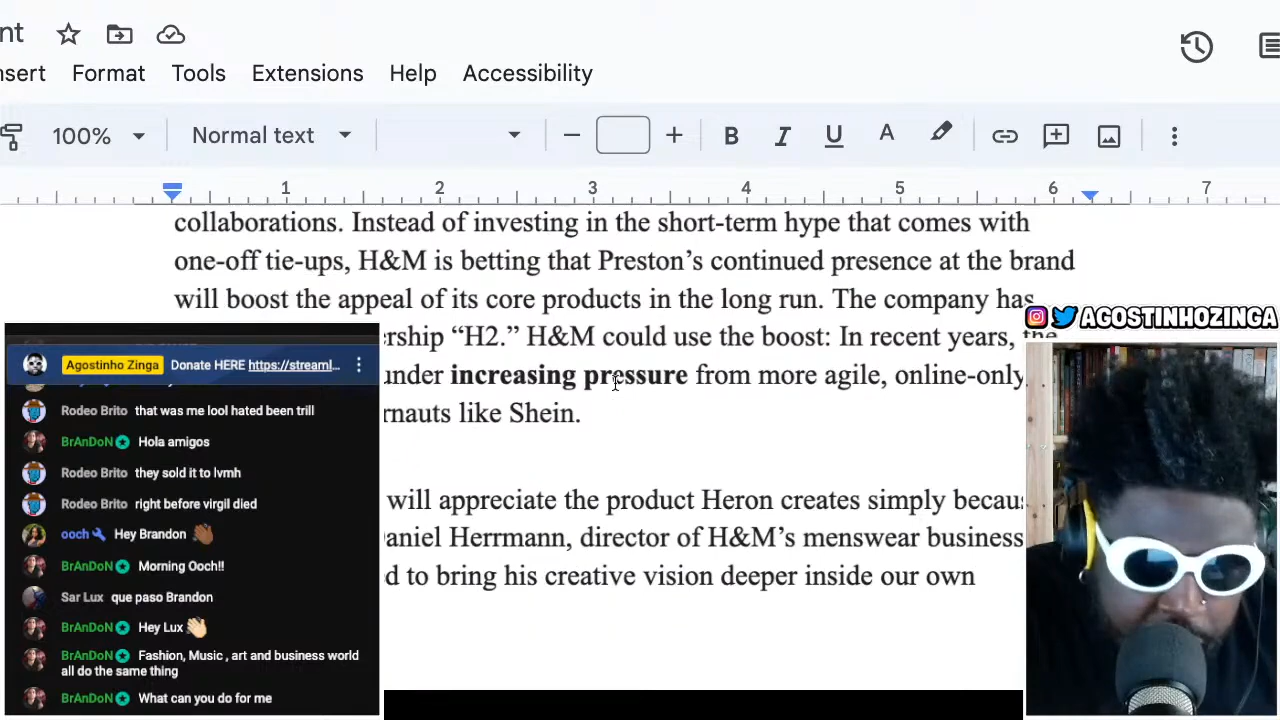 nt
nsert Format Tools Extensions Help Accessibility
100% Normal text B I U A
1 2 3 4 5 6 7
collaborations. Instead of investing in the short-term hype that comes with
one-off tie-ups, H&M is betting that Preston’s continued presence at the brand
will boost the appeal of its core products in the long run. The company has
ership “H2.” H&M could use the boost: In recent years, the
under increasing pressure from more agile, online-only
rnauts like Shein.
will appreciate the product Heron creates simply becaus
Daniel Herrmann, director of H&M’s menswear business
d to bring his creative vision deeper inside our own
AGOSTINHOZINGA
Agostinho Zinga Donate HERE https://streaml...
Rodeo Brito that was me lool hated been trill
BrAnDoN Hola amigos
Rodeo Brito they sold it to lvmh
Rodeo Brito right before virgil died
ooch Hey Brandon
BrAnDoN Morning Ooch!!
Sar Lux que paso Brandon
BrAnDoN Hey Lux
BrAnDoN Fashion, Music , art and business world
all do the same thing
BrAnDoN What can you do for me